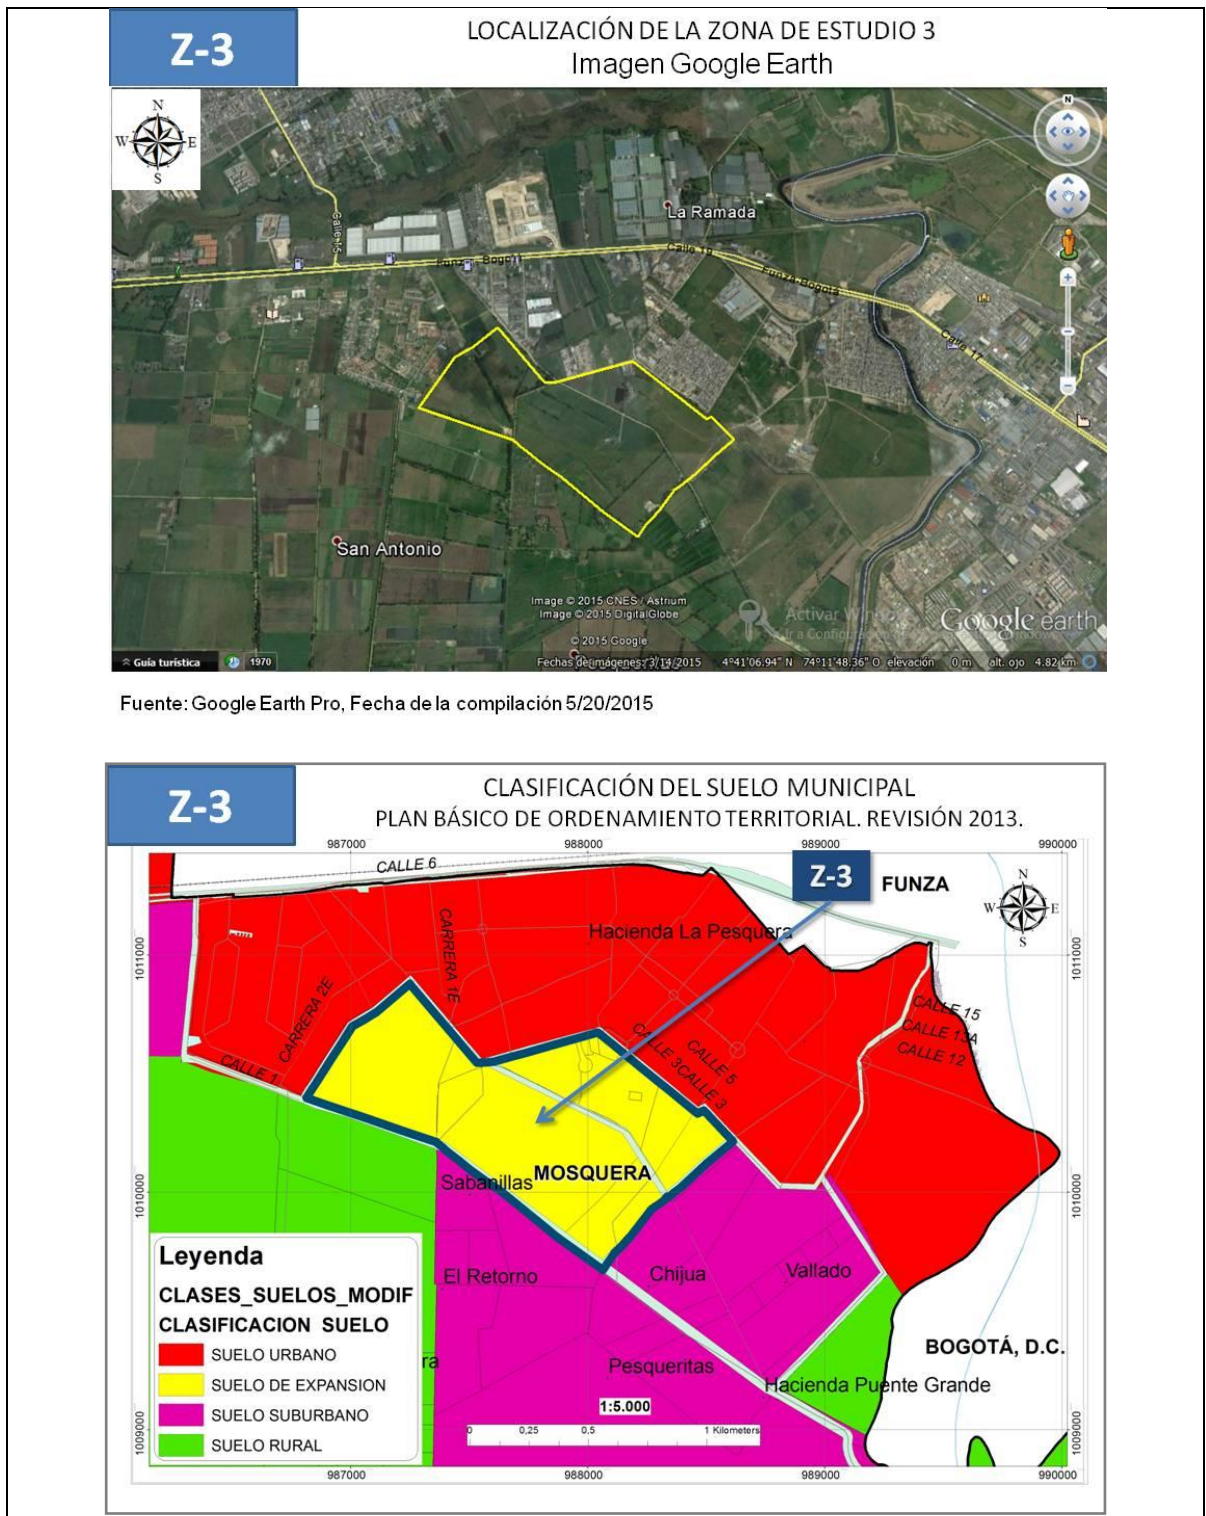 Z-3
LOCALIZACIÓN DE LA ZONA DE ESTUDIO 3
Imagen Google Earth
N
W E
S
N
La Ramada
Calle 15
Calle 19
Funza-Bogotá
Calle 17
San Antonio
Image © 2015 CNES / Astrium
Image © 2015 DigitalGlobe
© 2015 Google
Google earth
Guía turística
1970
Fechas de imágenes: 3/14/2015 4°41'06.94" N 74°11'48.36" O elevación 0 m alt. ojo 4.82 km
Fuente: Google Earth Pro, Fecha de la compilación 5/20/2015
Z-3
CLASIFICACIÓN DEL SUELO MUNICIPAL
PLAN BÁSICO DE ORDENAMIENTO TERRITORIAL. REVISIÓN 2013.
987000 988000 989000 990000
CALLE 6
Z-3
FUNZA
N
W E
S
Hacienda La Pesquera
CARRERA 1E
1011000
1011000
CARRERA 2E
CALLE 15
CALLE 13A
CALLE 12
CALLE 3
CALLE 5
CALLE 3
CALLE 1
MOSQUERA
Sabanillas
1010000
1010000
El Retorno
Chijua
Vallado
Leyenda
CLASES_SUELOS_MODIF
CLASIFICACION SUELO
SUELO URBANO
SUELO DE EXPANSION
SUELO SUBURBANO
SUELO RURAL
ra
BOGOTÁ, D.C.
Pesqueritas
Hacienda Puente Grande
1:5.000
0 0,25 0,5 1 Kilometers
1009000
1009000
987000 988000 989000 990000